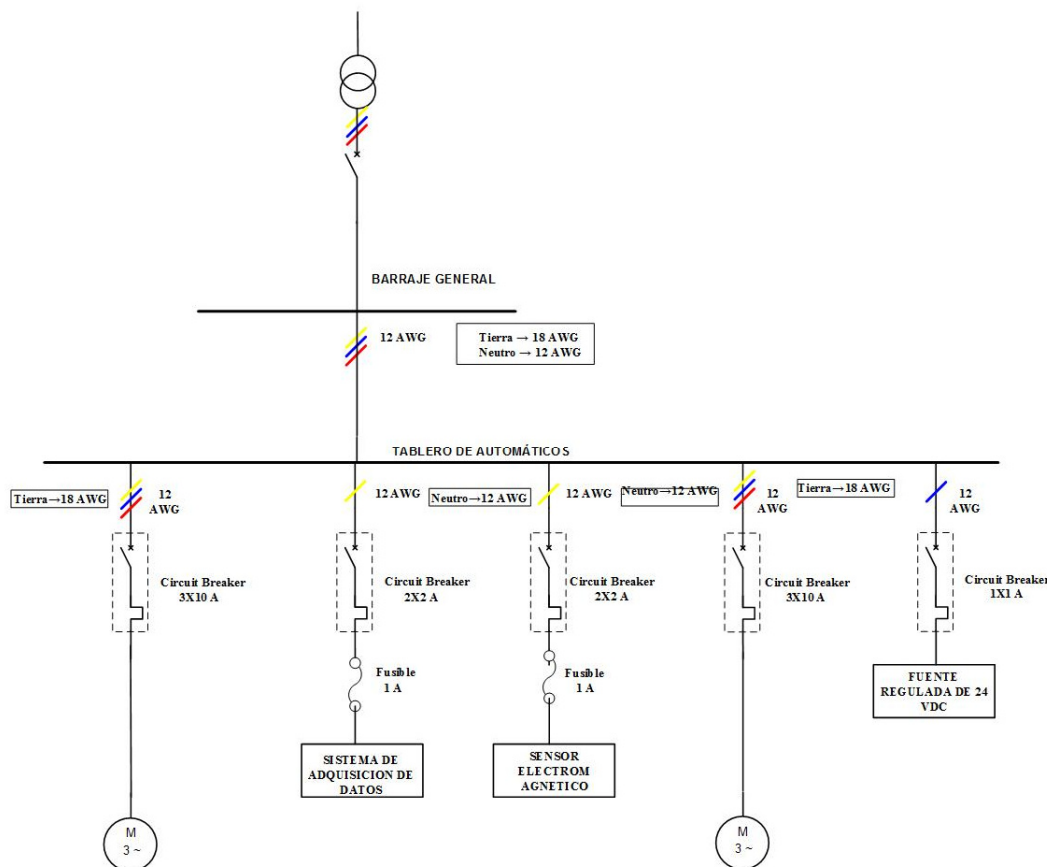 BARRAJE GENERAL
12 AWG
Tierra → 18 AWG
Neutro → 12 AWG
TABLERO DE AUTOMÁTICOS
Tierra→18 AWG
12
AWG
12 AWG
Neutro→12 AWG
12 AWG
Neutro→12 AWG
12
AWG
Tierra→18 AWG
12
AWG
Circuit Breaker
3X10 A
Circuit Breaker
2X2 A
Circuit Breaker
2X2 A
Circuit Breaker
3X10 A
Circuit Breaker
1X1 A
Fusible
1 A
Fusible
1 A
FUENTE
REGULADA DE 24
VDC
SISTEMA DE
ADQUISICION DE
DATOS
SENSOR
ELECTROM
AGNETICO
M
3 ~
M
3 ~